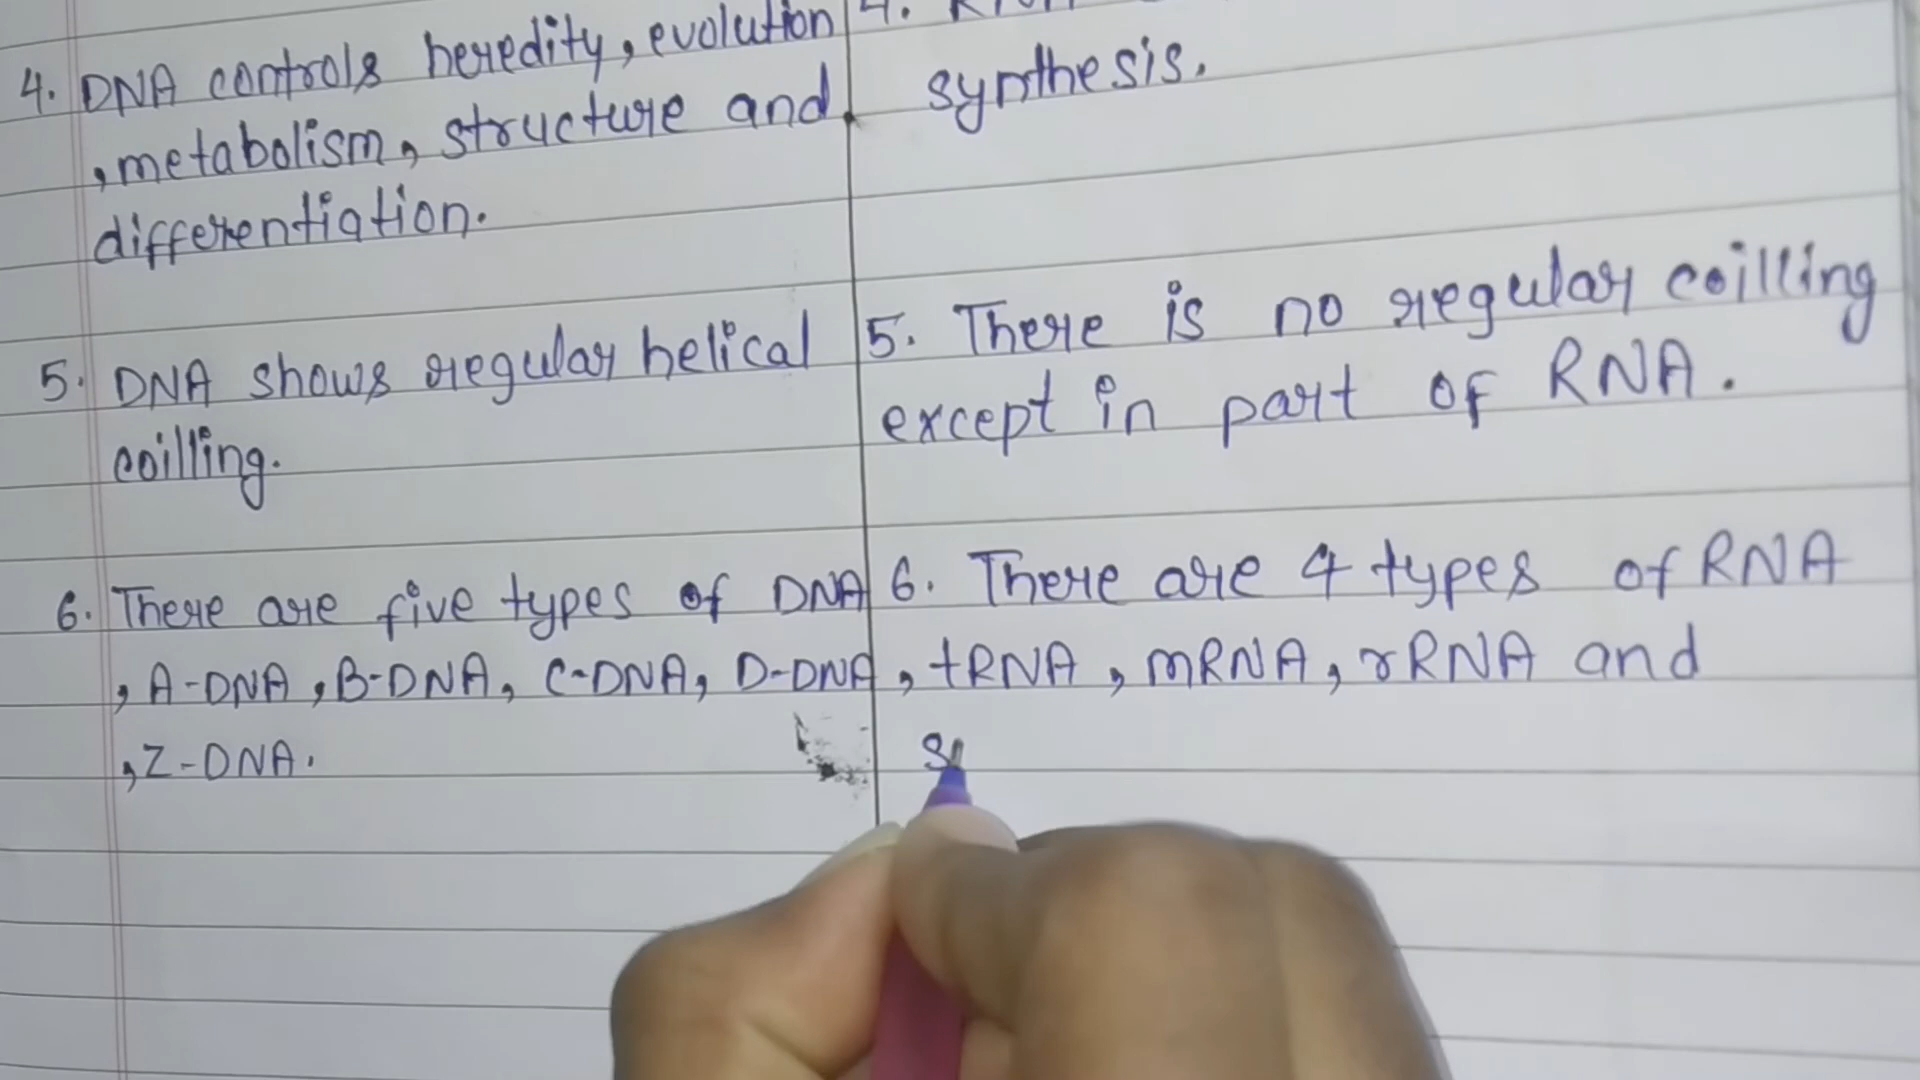 4. DNA controls heredity, evolution
, metabolism, structure and
differentiation.
5. DNA shows regular helical
coilling.
6. There are five types of DNA
, A-DNA, B-DNA, C-DNA, D-DNA
, Z-DNA.
4.
synthesis.
5. There is no regular coilling
except in part of RNA.
6. There are 4 types of RNA
, tRNA, mRNA, rRNA and